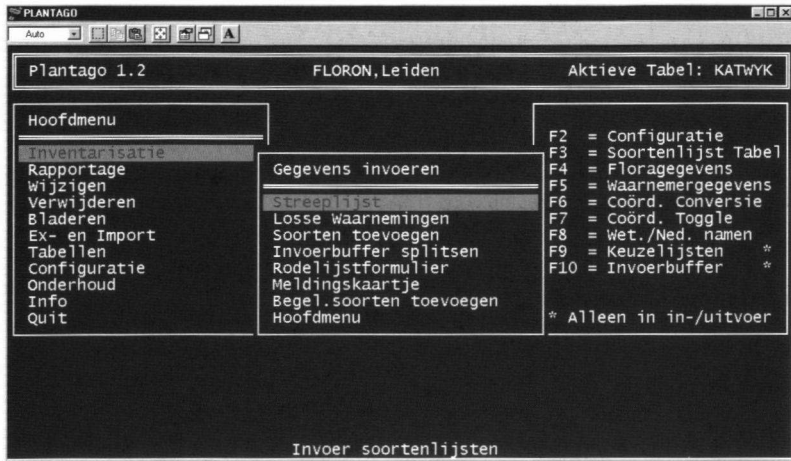 PLANTAGO
Auto A
Plantago 1.2 FLORON,Leiden Aktieve Tabel: KATWYK
Hoofdmenu
Inventarisatie
Rapportage
Wijzigen
Verwijderen
Bladeren
Ex- en Import
Tabellen
Configuratie
Onderhoud
Info
Quit
Gegevens invoeren
Streeplijst
Losse Waarnemingen
Soorten toevoegen
Invoerbuffer splitsen
Rodelijstformulier
Meldingskaartje
Begel.soorten toevoegen
Hoofdmenu
F2 = Configuratie
F3 = Soortenlijst Tabel
F4 = Floragegevens
F5 = Waarnemergegevens
F6 = Coörd. Conversie
F7 = Coörd. Toggle
F8 = Wet./Ned. namen
F9 = Keuzelijsten *
F10 = Invoerbuffer *
* Alleen in in-/uitvoer
Invoer soortenlijsten